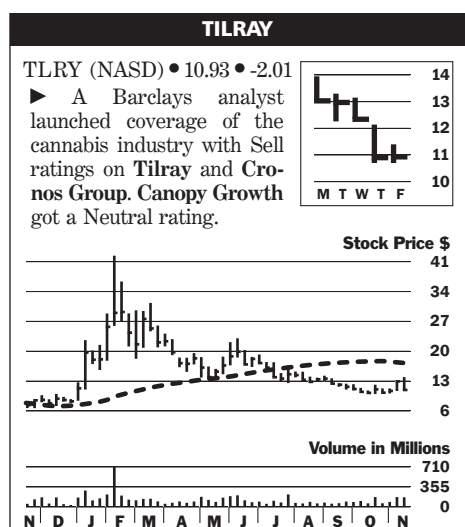 TILRAY
TLRY (NASD) ● 10.93 ● -2.01
► A Barclays analyst
launched coverage of the
cannabis industry with Sell
ratings on Tilray and Cro-
nos Group. Canopy Growth
got a Neutral rating.
14
13
12
11
10
M T W T F
Stock Price $
41
34
27
20
13
6
Volume in Millions
710
355
0
N D J F M A M J J A S O N